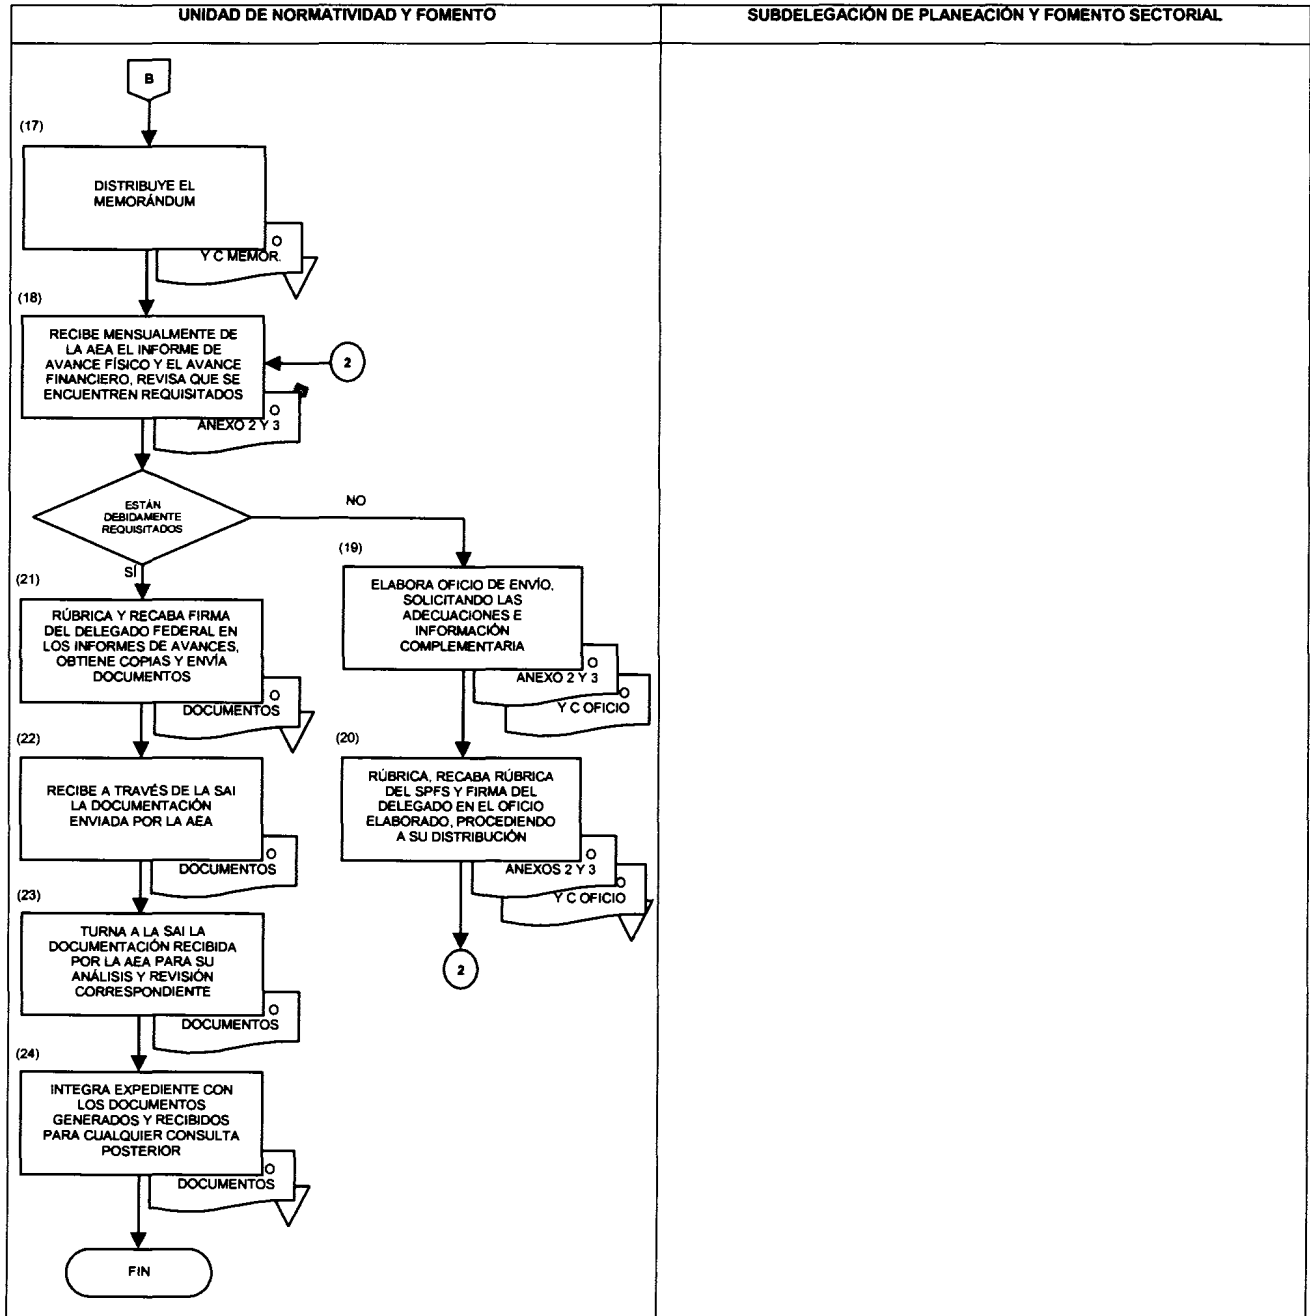 UNIDAD DE NORMATIVIDAD Y FOMENTO
SUBDELEGACIÓN DE PLANEACIÓN Y FOMENTO SECTORIAL
B
(17)
DISTRIBUYE EL
MEMORÁNDUM
O
Y C MEMOR.
(18)
RECIBE MENSUALMENTE DE
LA AEA EL INFORME DE
AVANCE FÍSICO Y EL AVANCE
FINANCIERO, REVISA QUE SE
ENCUENTREN REQUISITADOS
2
O
ANEXO 2 Y 3
ESTÁN
DEBIDAMENTE
REQUISITADOS
NO
SÍ
(19)
ELABORA OFICIO DE ENVÍO,
SOLICITANDO LAS
ADECUACIONES E
INFORMACIÓN
COMPLEMENTARIA
O
ANEXO 2 Y 3
O
Y C OFICIO
(20)
RÚBRICA, RECABA RÚBRICA
DEL SPFS Y FIRMA DEL
DELEGADO EN EL OFICIO
ELABORADO, PROCEDIENDO
A SU DISTRIBUCIÓN
O
ANEXOS 2 Y 3
O
Y C OFICIO
2
(21)
RÚBRICA Y RECABA FIRMA
DEL DELEGADO FEDERAL EN
LOS INFORMES DE AVANCES,
OBTIENE COPIAS Y ENVÍA
DOCUMENTOS
O
DOCUMENTOS
(22)
RECIBE A TRAVÉS DE LA SAI
LA DOCUMENTACIÓN
ENVIADA POR LA AEA
O
DOCUMENTOS
(23)
TURNA A LA SAI LA
DOCUMENTACIÓN RECIBIDA
POR LA AEA PARA SU
ANÁLISIS Y REVISIÓN
CORRESPONDIENTE
O
DOCUMENTOS
(24)
INTEGRA EXPEDIENTE CON
LOS DOCUMENTOS
GENERADOS Y RECIBIDOS
PARA CUALQUIER CONSULTA
POSTERIOR
O
DOCUMENTOS
FIN